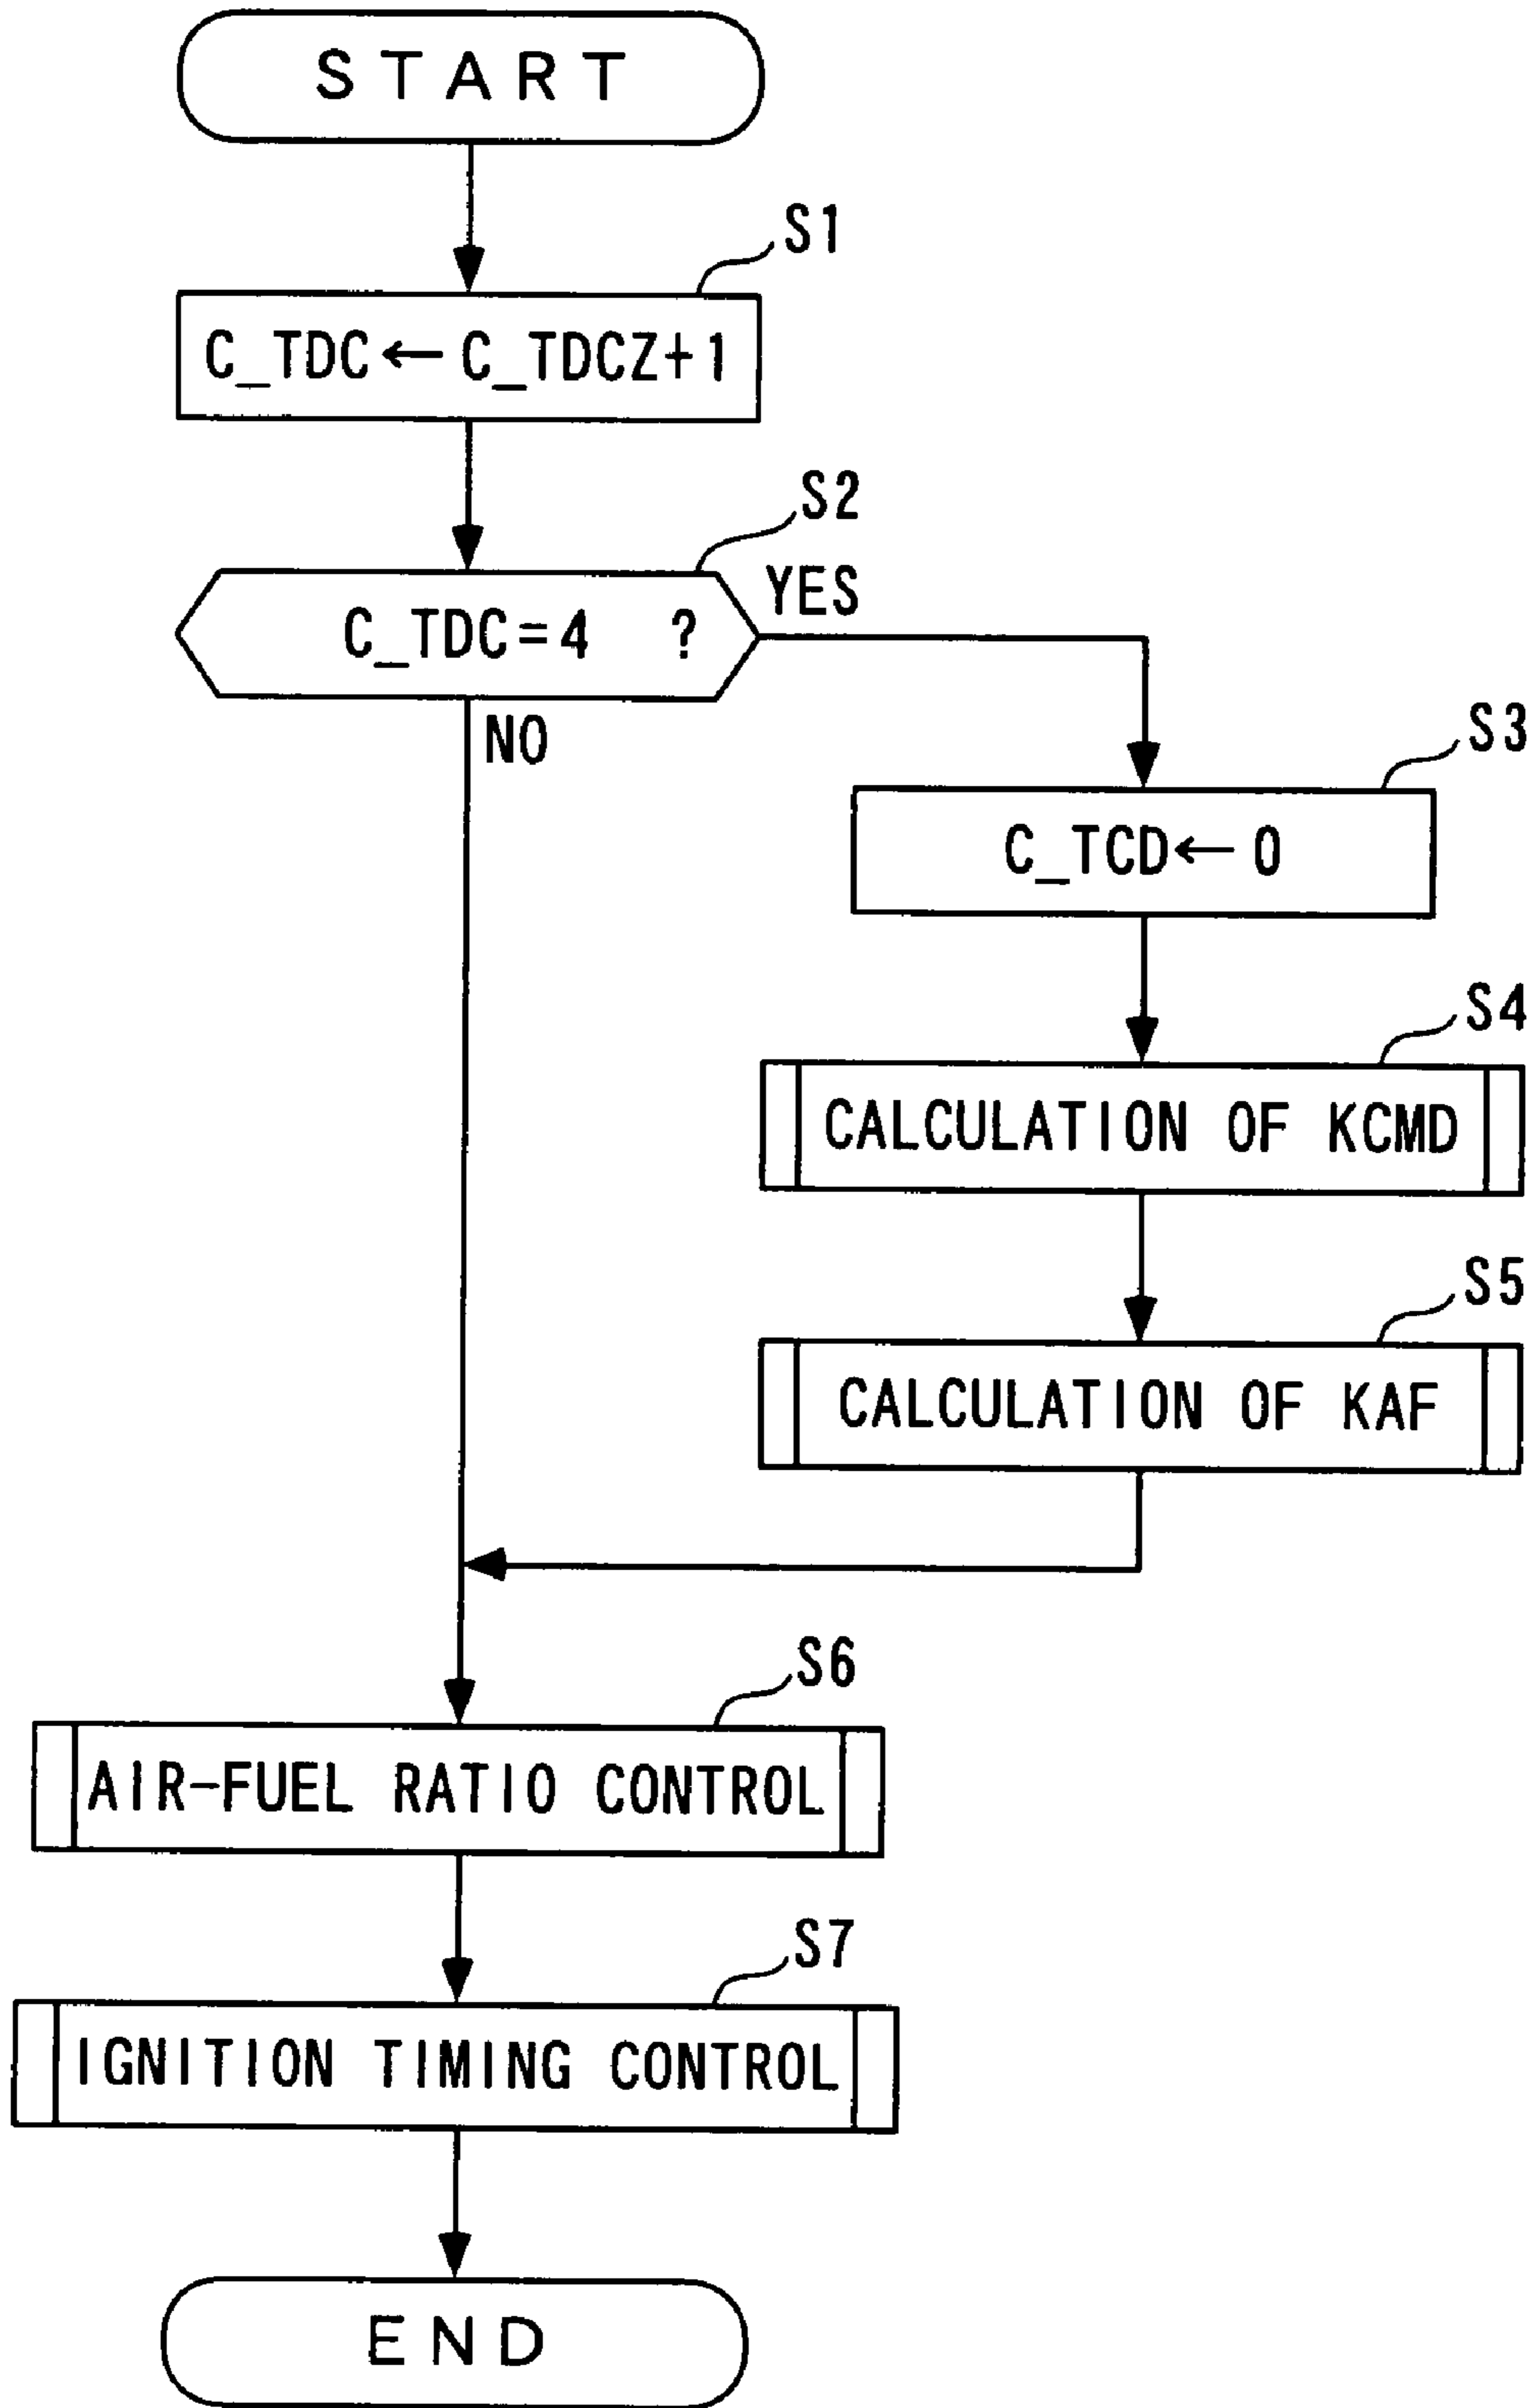 START
S1
C_TDC←C_TDCZ+1
S2
C_TDC=4 ?
YES
NO
S3
C_TCD←0
S4
CALCULATION OF KCMD
S5
CALCULATION OF KAF
S6
AIR-FUEL RATIO CONTROL
S7
IGNITION TIMING CONTROL
END